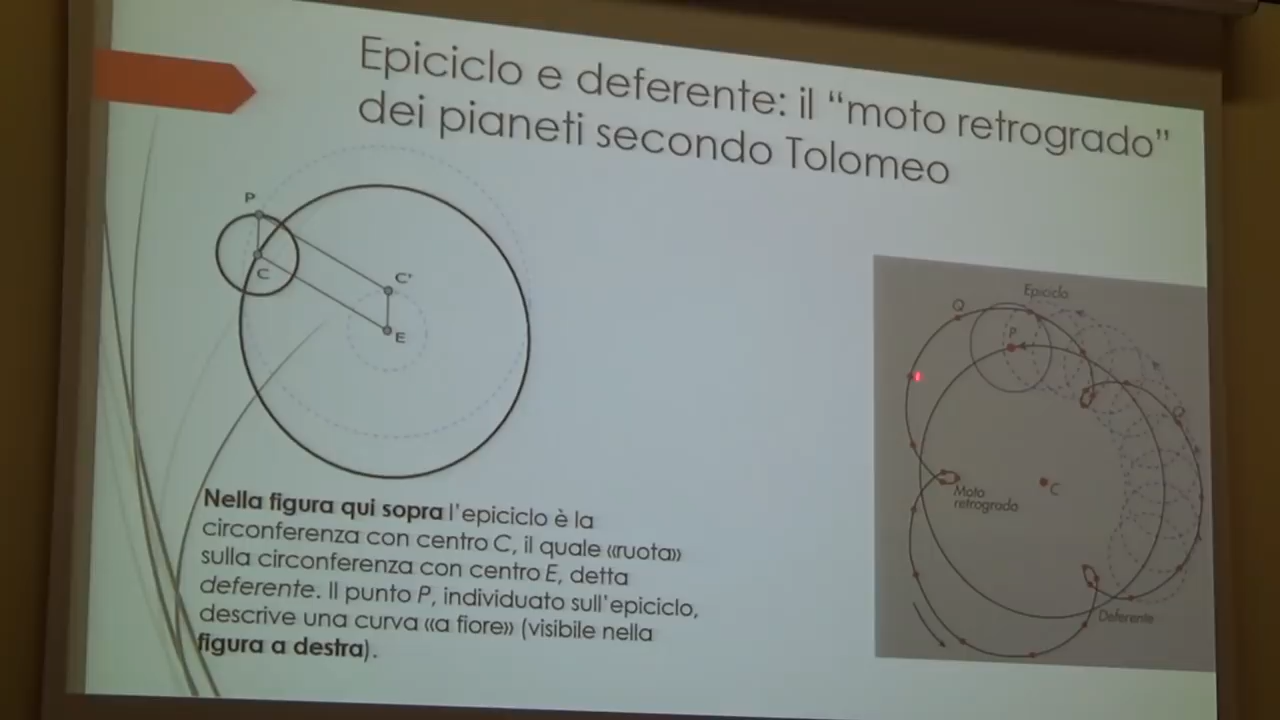 Epiciclo e deferente: il “moto retrogrado”
dei pianeti secondo Tolomeo
P
C
C'
E
Nella figura qui sopra l'epiciclo è la
circonferenza con centro C, il quale «ruota»
sulla circonferenza con centro E, detta
deferente. Il punto P, individuato sull'epiciclo,
descrive una curva «a fiore» (visibile nella
figura a destra).
Epiciclo
Q
P
Q
C
Moto
retrogrado
Deferente